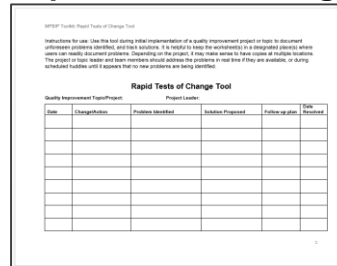 MPEIP Toolkit: Rapid Tests of Change Tool
Instructions for use: Use this tool during initial implementation of a quality improvement project or topic to document
unforeseen problems identified, and track solutions. It is helpful to keep the worksheet(s) in a designated place(s) where
users can readily document problems. Depending on the project, it may make sense to have copies at multiple locations.
The project or topic leader and team members should address the problems in real time if they are available, or during
scheduled huddles until it appears that no new problems are being identified.
Rapid Tests of Change Tool
Quality Improvement Topic/Project: Project Leader:
Date Change/Action Problem Identified Solution Proposed Follow up plan Date Resolved